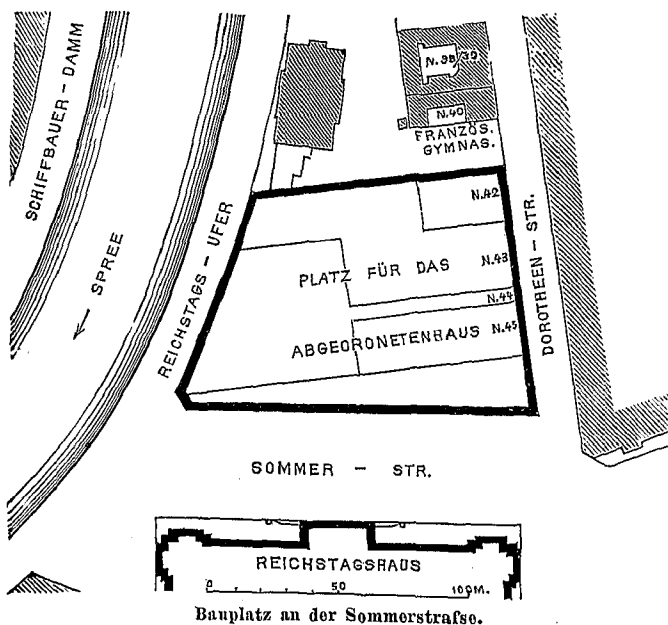 SCHIFFBAUER-DAMM
SPREE
REICHSTAGS-UFER
N.38/39
N.40
FRANZÖS.
GYMNAS.
N.42
PLATZ FÜR DAS
N.43
N.44
ABGEORDNETENHAUS
N.45
DOROTHEEN-STR.
SOMMER - STR.
REICHSTAGSHAUS
0 50 100M.
Bauplatz an der Sommerstraſse.